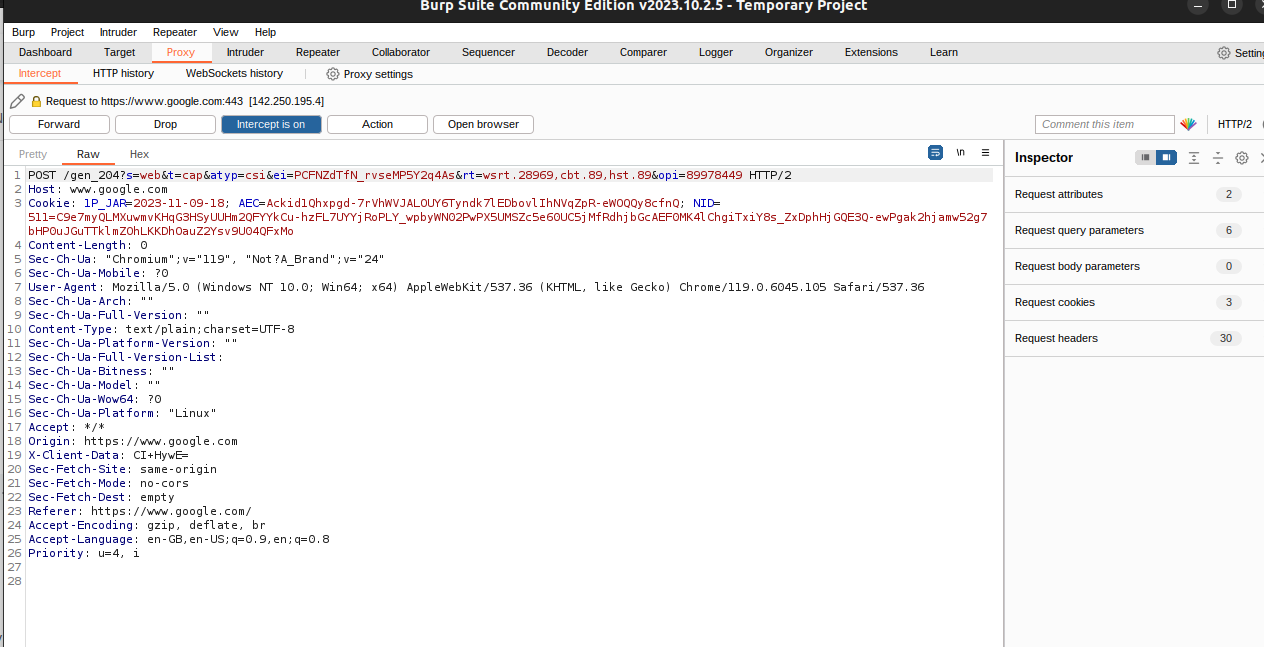 Burp Suite Community Edition v2023.10.2.5 - Temporary Project
Burp Project Intruder Repeater View Help
Dashboard Target Proxy Intruder Repeater Collaborator Sequencer Decoder Comparer Logger Organizer Extensions Learn
Intercept HTTP history WebSockets history Proxy settings
Request to https://www.google.com:443 [142.250.195.4]
Forward Drop Intercept is on Action Open browser Comment this item HTTP/2
Pretty Raw Hex \n Inspector
1 POST /gen_204?s=web&t=cap&atyp=csi&ei=PCFNZdTfN_rvseMP5Y2q4As&rt=wsrt.28969,cbt.89,hst.89&opi=89978449 HTTP/2
2 Host: www.google.com
3 Cookie: 1P_JAR=2023-11-09-18; AEC=Ackid1Qhxpgd-7rVhWVJALOUY6Tyndk7lEDbovlIhNVqZpR-eWOQQy8cfnQ; NID=
511=C9e7myQLMXuwmvKHqG3HSyUUHm2QFYYkCu-hzFL7UYYjRoPLY_wpbyWN02PwPX5UMSZc5e60UC5jMfRdhjbGcAEF0MK4lChgiTxiY8s_ZxDphHjGQE3Q-ewPgak2hjamw52g7
bHP0uJGuTTklmZOhLKKDhOauZ2Ysv9U04QFxMo
4 Content-Length: 0
5 Sec-Ch-Ua: "Chromium";v="119", "Not?A_Brand";v="24"
6 Sec-Ch-Ua-Mobile: ?0
7 User-Agent: Mozilla/5.0 (Windows NT 10.0; Win64; x64) AppleWebKit/537.36 (KHTML, like Gecko) Chrome/119.0.6045.105 Safari/537.36
8 Sec-Ch-Ua-Arch: ""
9 Sec-Ch-Ua-Full-Version: ""
10 Content-Type: text/plain;charset=UTF-8
11 Sec-Ch-Ua-Platform-Version: ""
12 Sec-Ch-Ua-Full-Version-List:
13 Sec-Ch-Ua-Bitness: ""
14 Sec-Ch-Ua-Model: ""
15 Sec-Ch-Ua-Wow64: ?0
16 Sec-Ch-Ua-Platform: "Linux"
17 Accept: */*
18 Origin: https://www.google.com
19 X-Client-Data: CI+HywE=
20 Sec-Fetch-Site: same-origin
21 Sec-Fetch-Mode: no-cors
22 Sec-Fetch-Dest: empty
23 Referer: https://www.google.com/
24 Accept-Encoding: gzip, deflate, br
25 Accept-Language: en-GB,en-US;q=0.9,en;q=0.8
26 Priority: u=4, i
27
28
Request attributes 2
Request query parameters 6
Request body parameters 0
Request cookies 3
Request headers 30